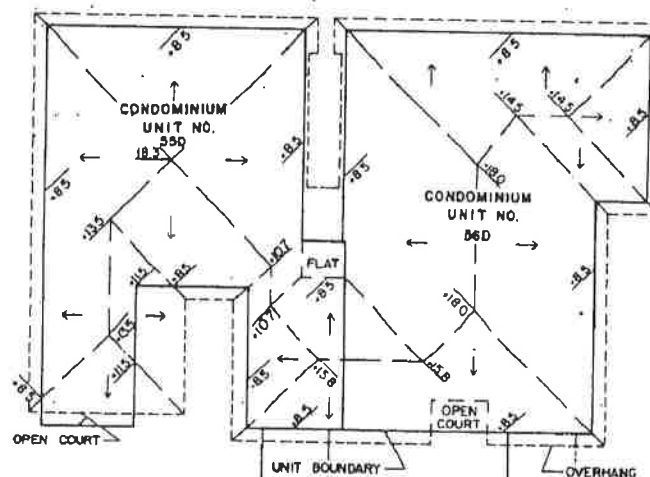 +8.5
+8.5
+14.5
+14.5
CONDOMINIUM
UNIT NO.
55D
18.3
+8.5
+8.5
+8.5
+8.5
+18.0
CONDOMINIUM
UNIT NO.
56D
+13.5
+10.7
FLAT
+11.5
+8.5
+8.5
+8.5
+10.7
+18.0
+13.5
+11.5
+8.5
+15.8
+15.8
+8.5
+8.5
OPEN
COURT
+8.5
OPEN COURT
UNIT BOUNDARY
OVERHANG